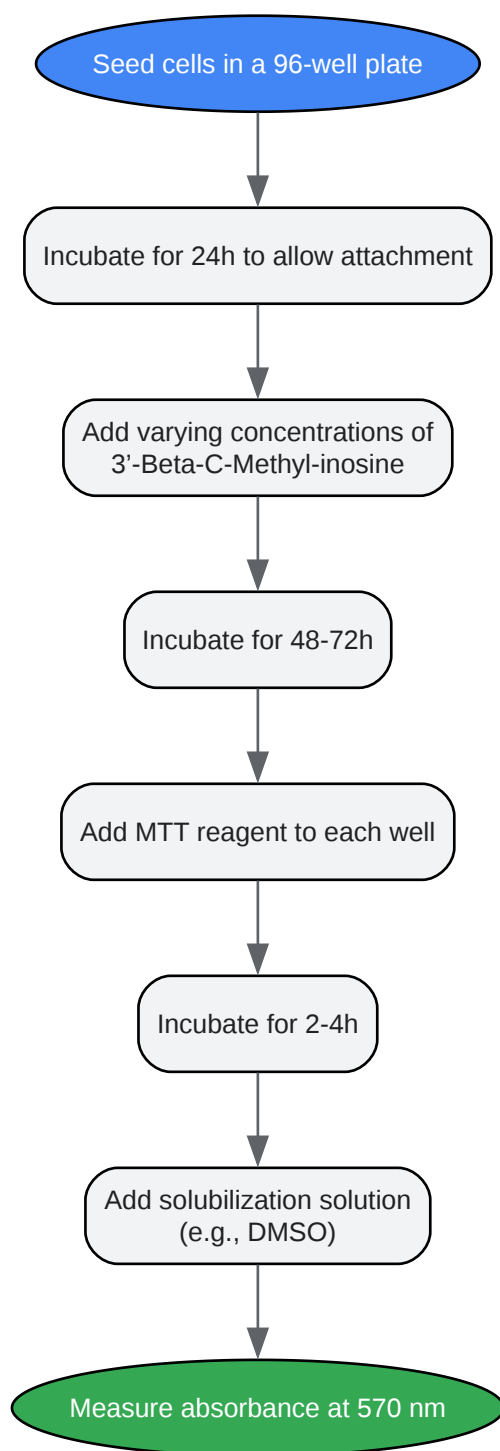 Seed cells in a 96-well plate
Incubate for 24h to allow attachment
Add varying concentrations of
3’-Beta-C-Methyl-inosine
Incubate for 48-72h
Add MTT reagent to each well
Incubate for 2-4h
Add solubilization solution
(e.g., DMSO)
Measure absorbance at 570 nm